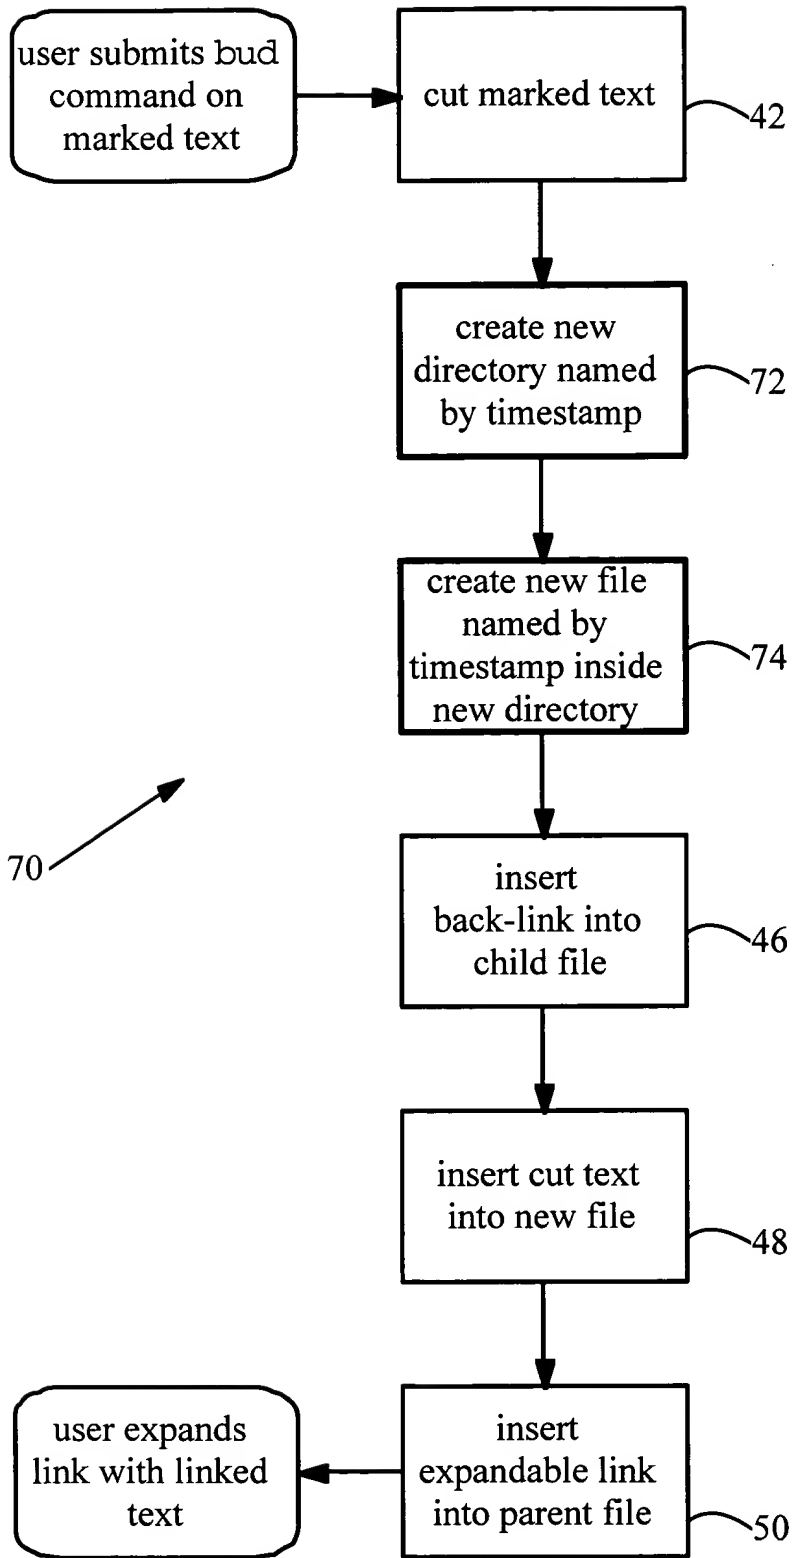 user submits bud
command on
marked text
cut marked text
42
create new
directory named
by timestamp
72
create new file
named by
timestamp inside
new directory
74
70
insert
back-link into
child file
46
insert cut text
into new file
48
user expands
link with linked
text
insert
expandable link
into parent file
50